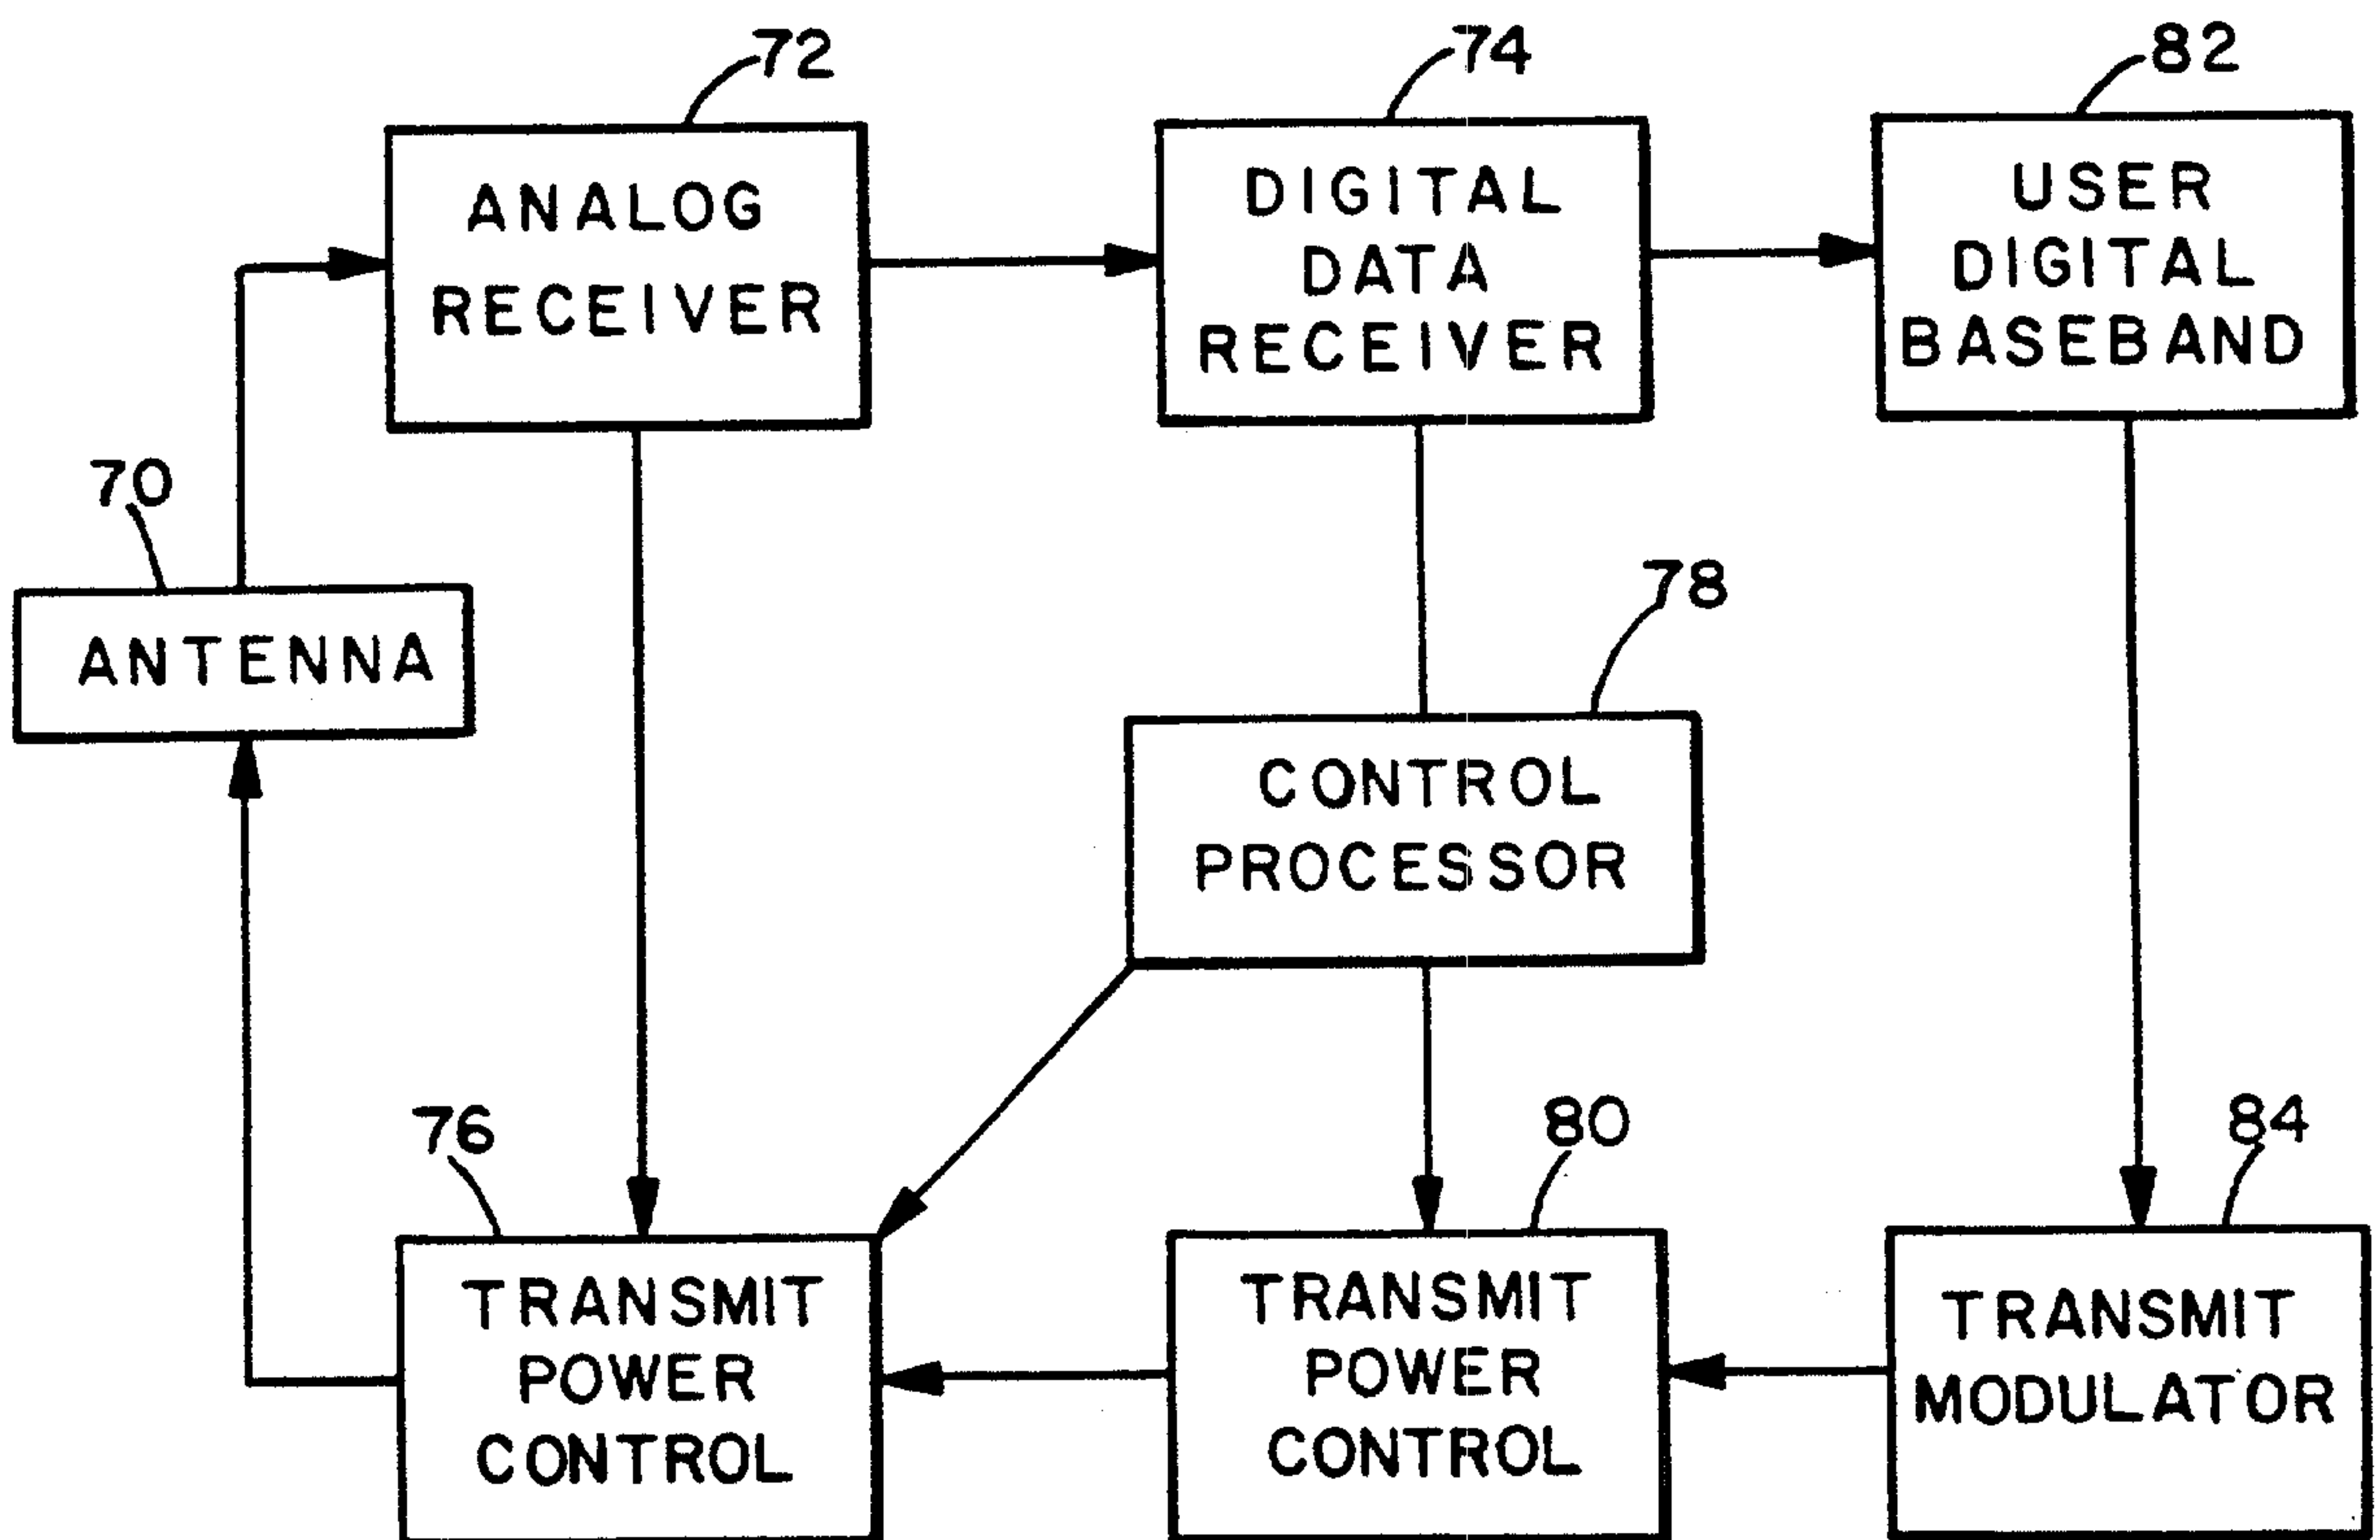 72
74
82
ANALOG
RECEIVER
DIGITAL
DATA
RECEIVER
USER
DIGITAL
BASEBAND
70
ANTENNA
78
CONTROL
PROCESSOR
76
80
84
TRANSMIT
POWER
CONTROL
TRANSMIT
POWER
CONTROL
TRANSMIT
MODULATOR